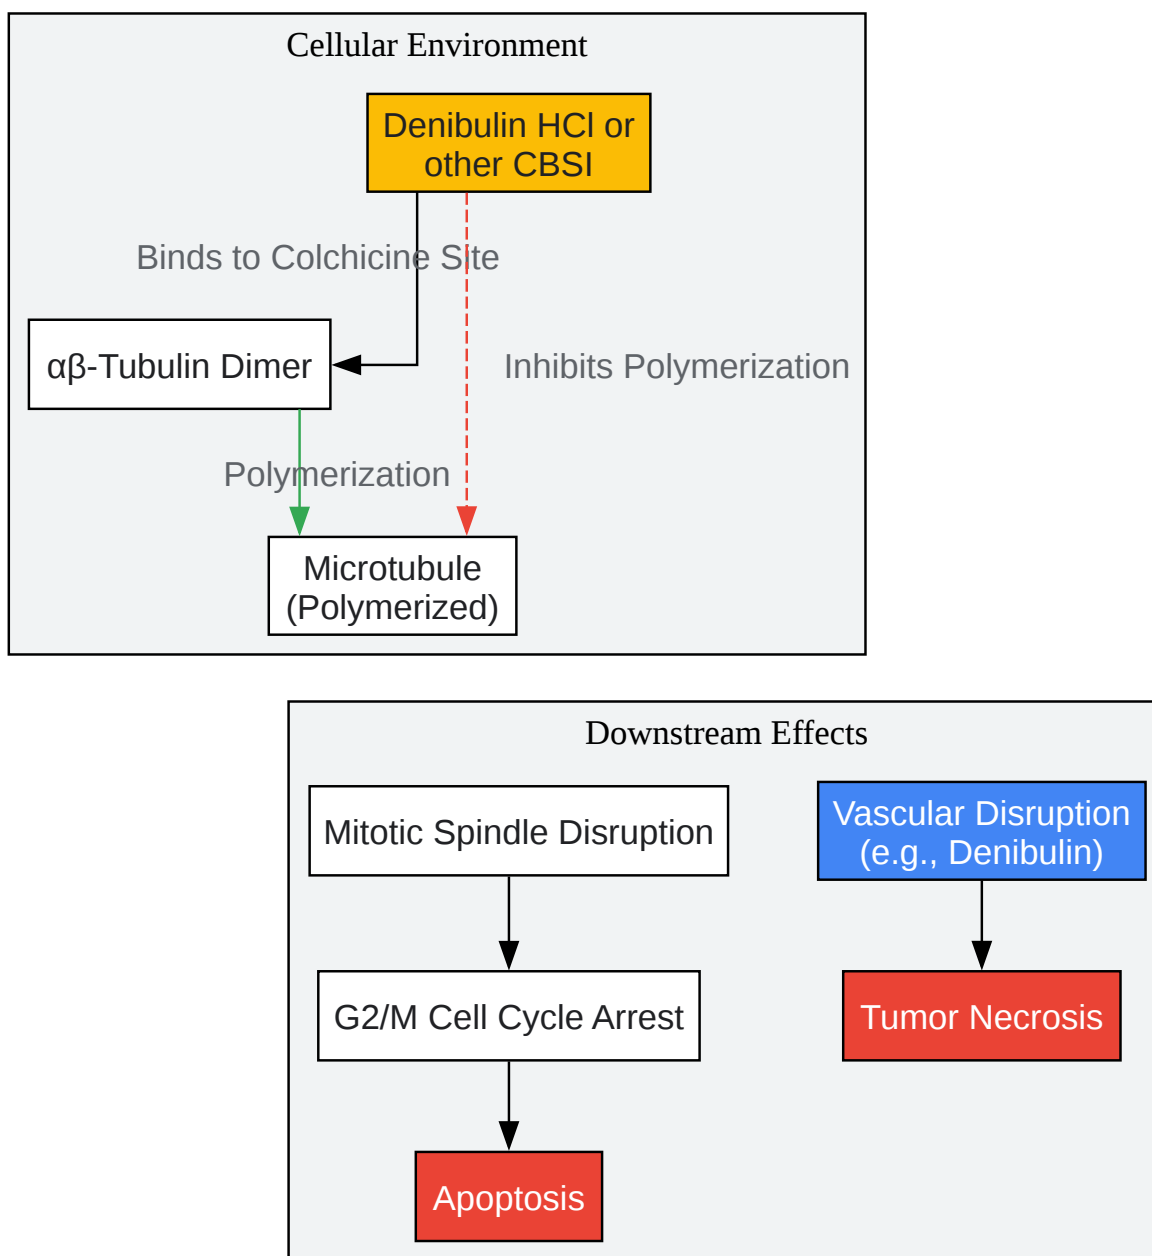 Cellular Environment
Denibulin HCl or
other CBSI
Binds to Colchicine Site
αβ-Tubulin Dimer
Inhibits Polymerization
Polymerization
Microtubule
(Polymerized)
Downstream Effects
Mitotic Spindle Disruption
Vascular Disruption
(e.g., Denibulin)
G2/M Cell Cycle Arrest
Tumor Necrosis
Apoptosis